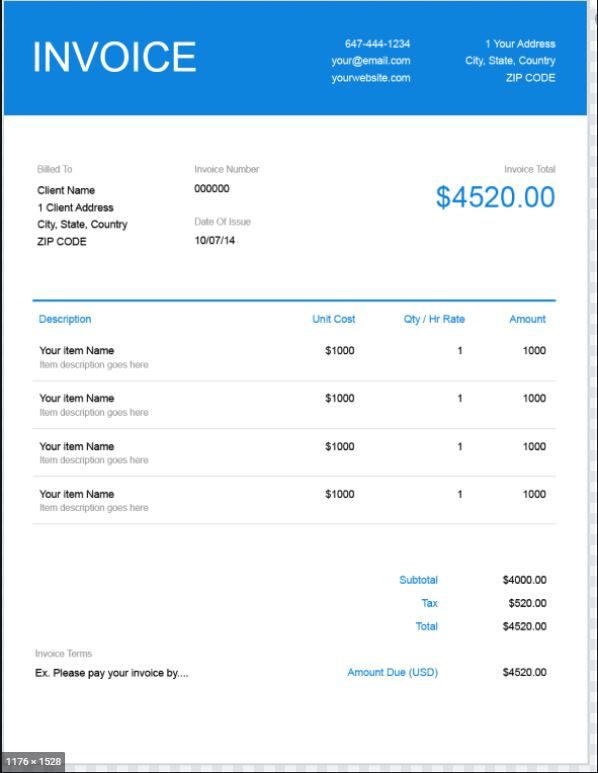 INVOICE
647-444-1234
your@email.com
yourwebsite.com
1 Your Address
City, State, Country
ZIP CODE
Billed To
Client Name
1 Client Address
City, State, Country
ZIP CODE
Invoice Number
000000
Date Of Issue
10/07/14
Invoice Total
$4520.00
Description Unit Cost Qty / Hr Rate Amount
Your item Name $1000 1 1000
Item description goes here
Your item Name $1000 1 1000
Item description goes here
Your item Name $1000 1 1000
Item description goes here
Your item Name $1000 1 1000
Item description goes here
Subtotal $4000.00
Tax $520.00
Total $4520.00
Invoice Terms
Ex. Please pay your invoice by....
Amount Due (USD) $4520.00
1176 × 1528